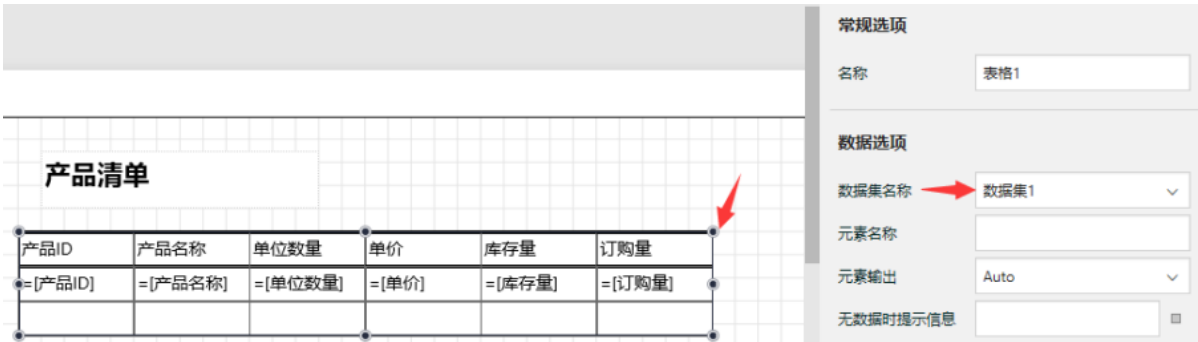 产品清单
产品ID 产品名称 单位数量 单价 库存量 订购量
=[产品ID] =[产品名称] =[单位数量] =[单价] =[库存量] =[订购量]
常规选项
名称 表格1
数据选项
数据集名称 数据集1
元素名称
元素输出 Auto
无数据时提示信息